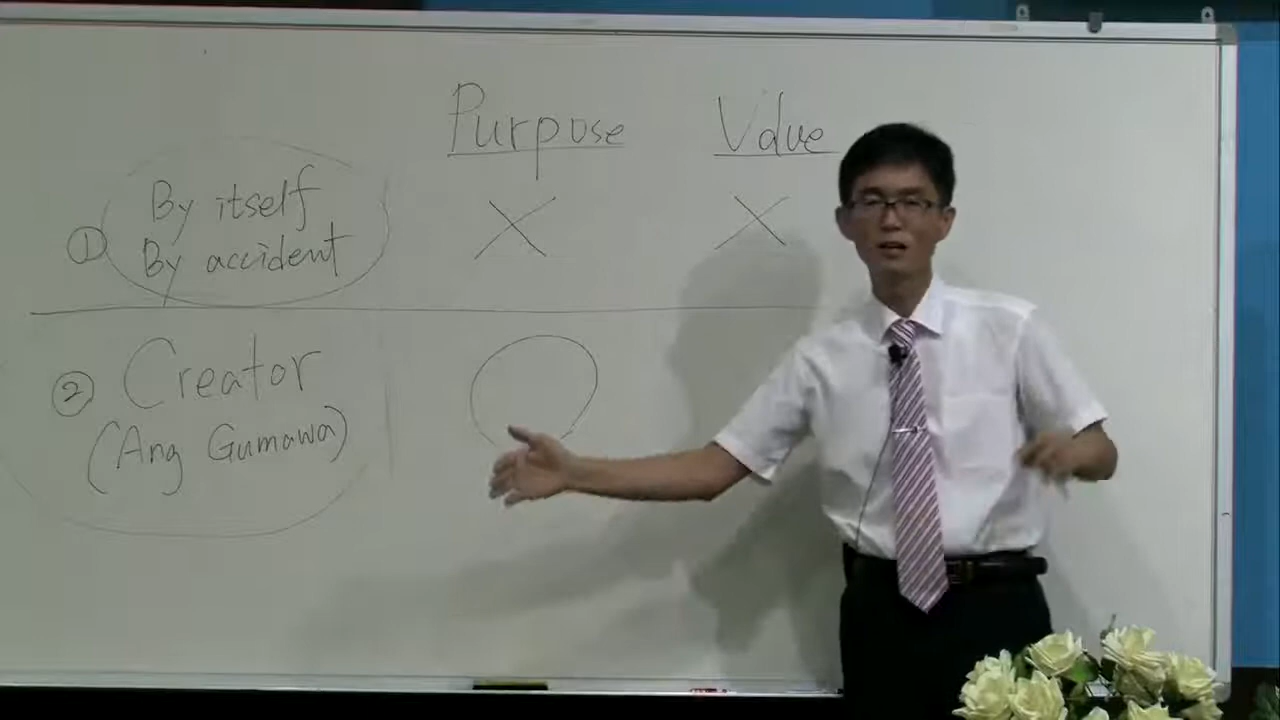 Purpose Value
By itself
① By accident
X X
② Creator
(Ang Gumawa)